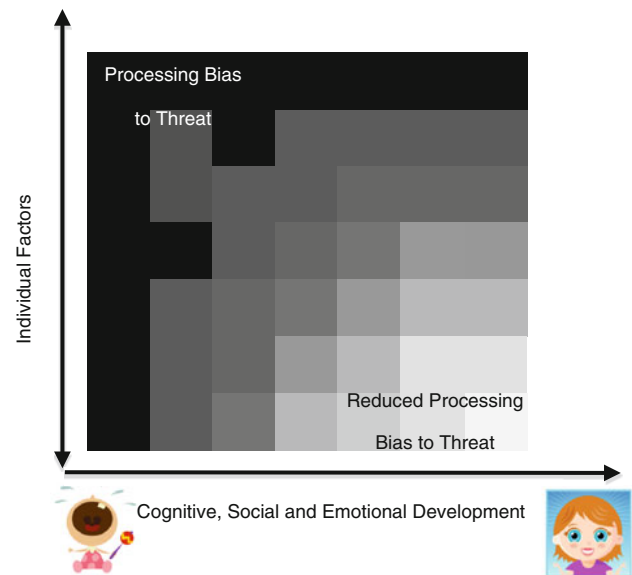 Processing Bias
to Threat
Individual Factors
Reduced Processing
Bias to Threat
Cognitive, Social and Emotional Development